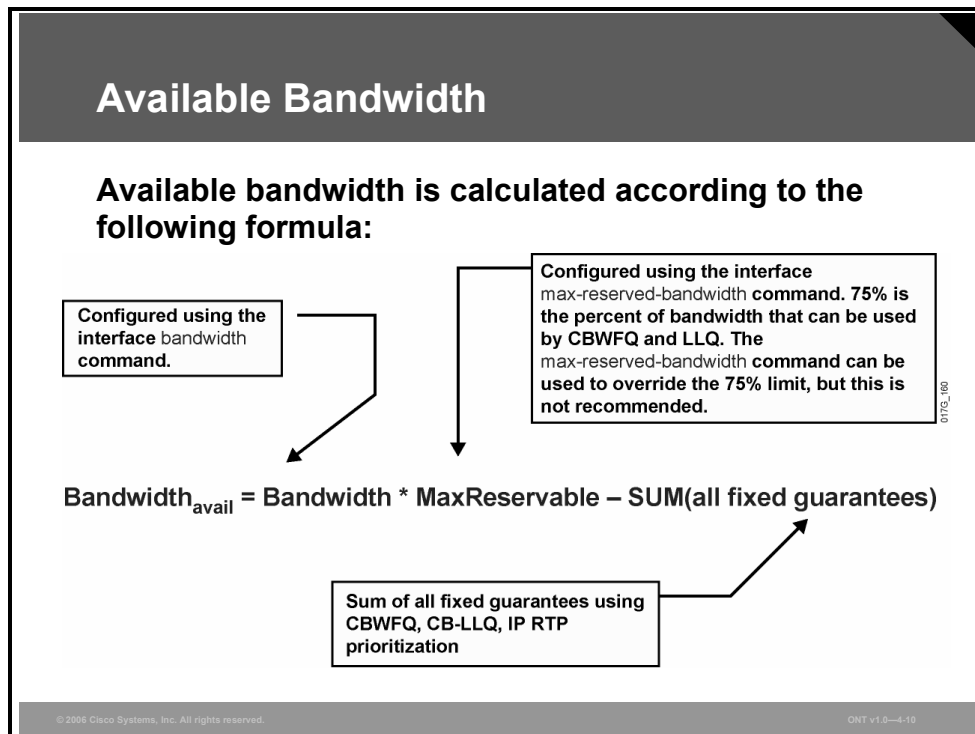 Available Bandwidth
Available bandwidth is calculated according to the
following formula:
Configured using the
interface bandwidth
command.
Configured using the interface
max-reserved-bandwidth command. 75% is
the percent of bandwidth that can be used
by CBWFQ and LLQ. The
max-reserved-bandwidth command can be
used to override the 75% limit, but this is
not recommended.
017G_160
Bandwidthavail = Bandwidth * MaxReservable – SUM(all fixed guarantees)
Sum of all fixed guarantees using
CBWFQ, CB-LLQ, IP RTP
prioritization
© 2006 Cisco Systems, Inc. All rights reserved.
ONT v1.0—4-10